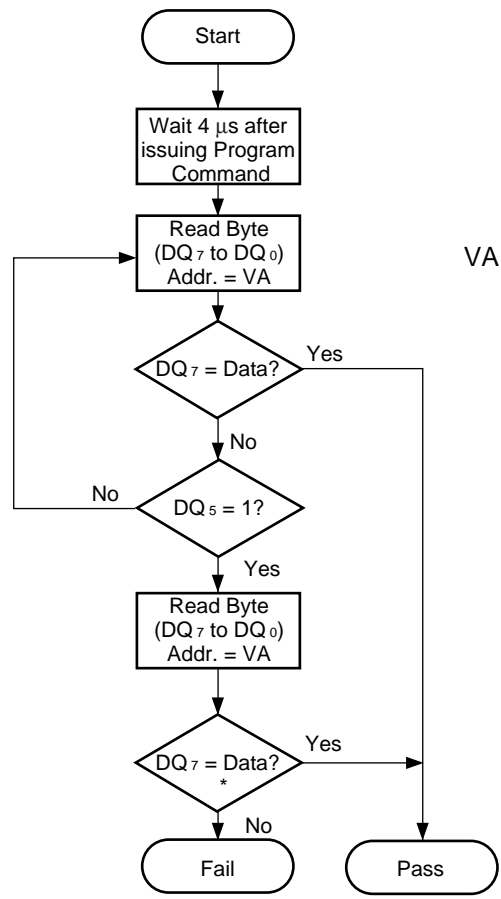 Start
Wait 4 μs after
issuing Program
Command
Read Byte
(DQ7 to DQ0)
Addr. = VA
VA
DQ7 = Data?
Yes
No
DQ5 = 1?
No
Yes
Read Byte
(DQ7 to DQ0)
Addr. = VA
DQ7 = Data?
*
Yes
No
Fail
Pass